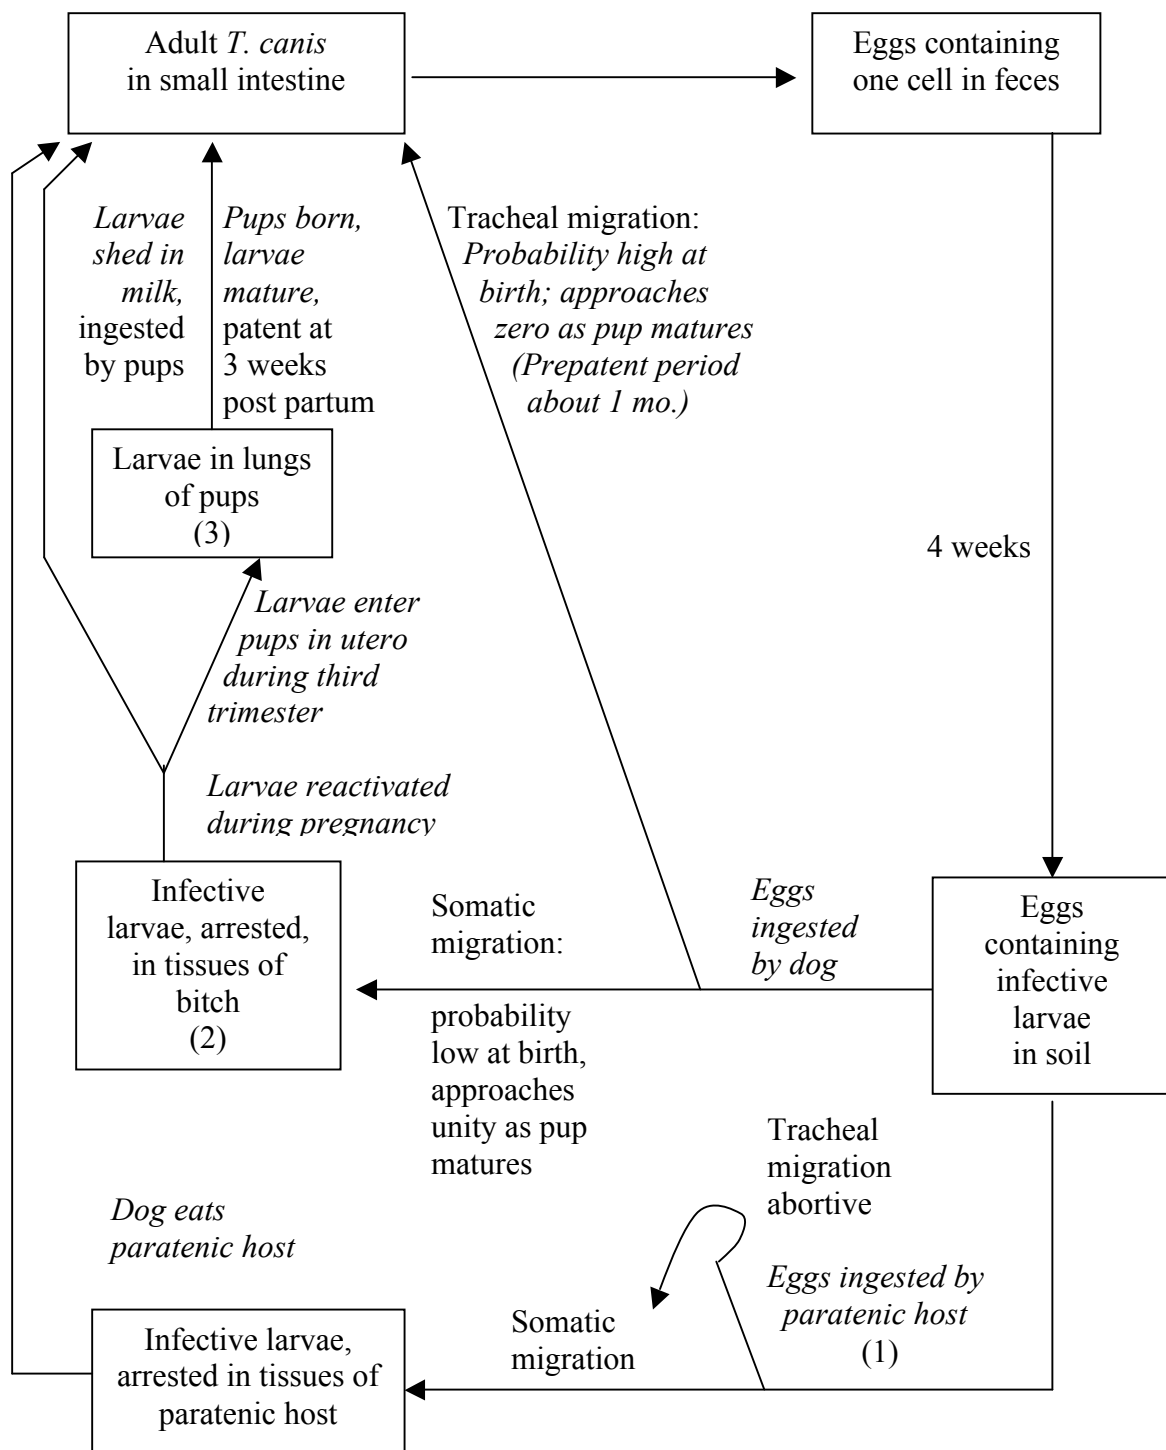 Adult T. canis
in small intestine
Eggs containing
one cell in feces
Larvae
shed in
milk,
ingested
by pups
Pups born,
larvae
mature,
patent at
3 weeks
post partum
Tracheal migration:
Probability high at
birth; approaches
zero as pup matures
(Prepatent period
about 1 mo.)
Larvae in lungs
of pups
(3)
4 weeks
Larvae enter
pups in utero
during third
trimester
Larvae reactivated
during pregnancy
Infective
larvae, arrested,
in tissues of
bitch
(2)
Somatic
migration:
probability
low at birth,
approaches
unity as pup
matures
Eggs
ingested
by dog
Eggs
containing
infective
larvae
in soil
Tracheal
migration
abortive
Dog eats
paratenic host
Eggs ingested by
paratenic host
(1)
Somatic
migration
Infective larvae,
arrested in tissues of
paratenic host